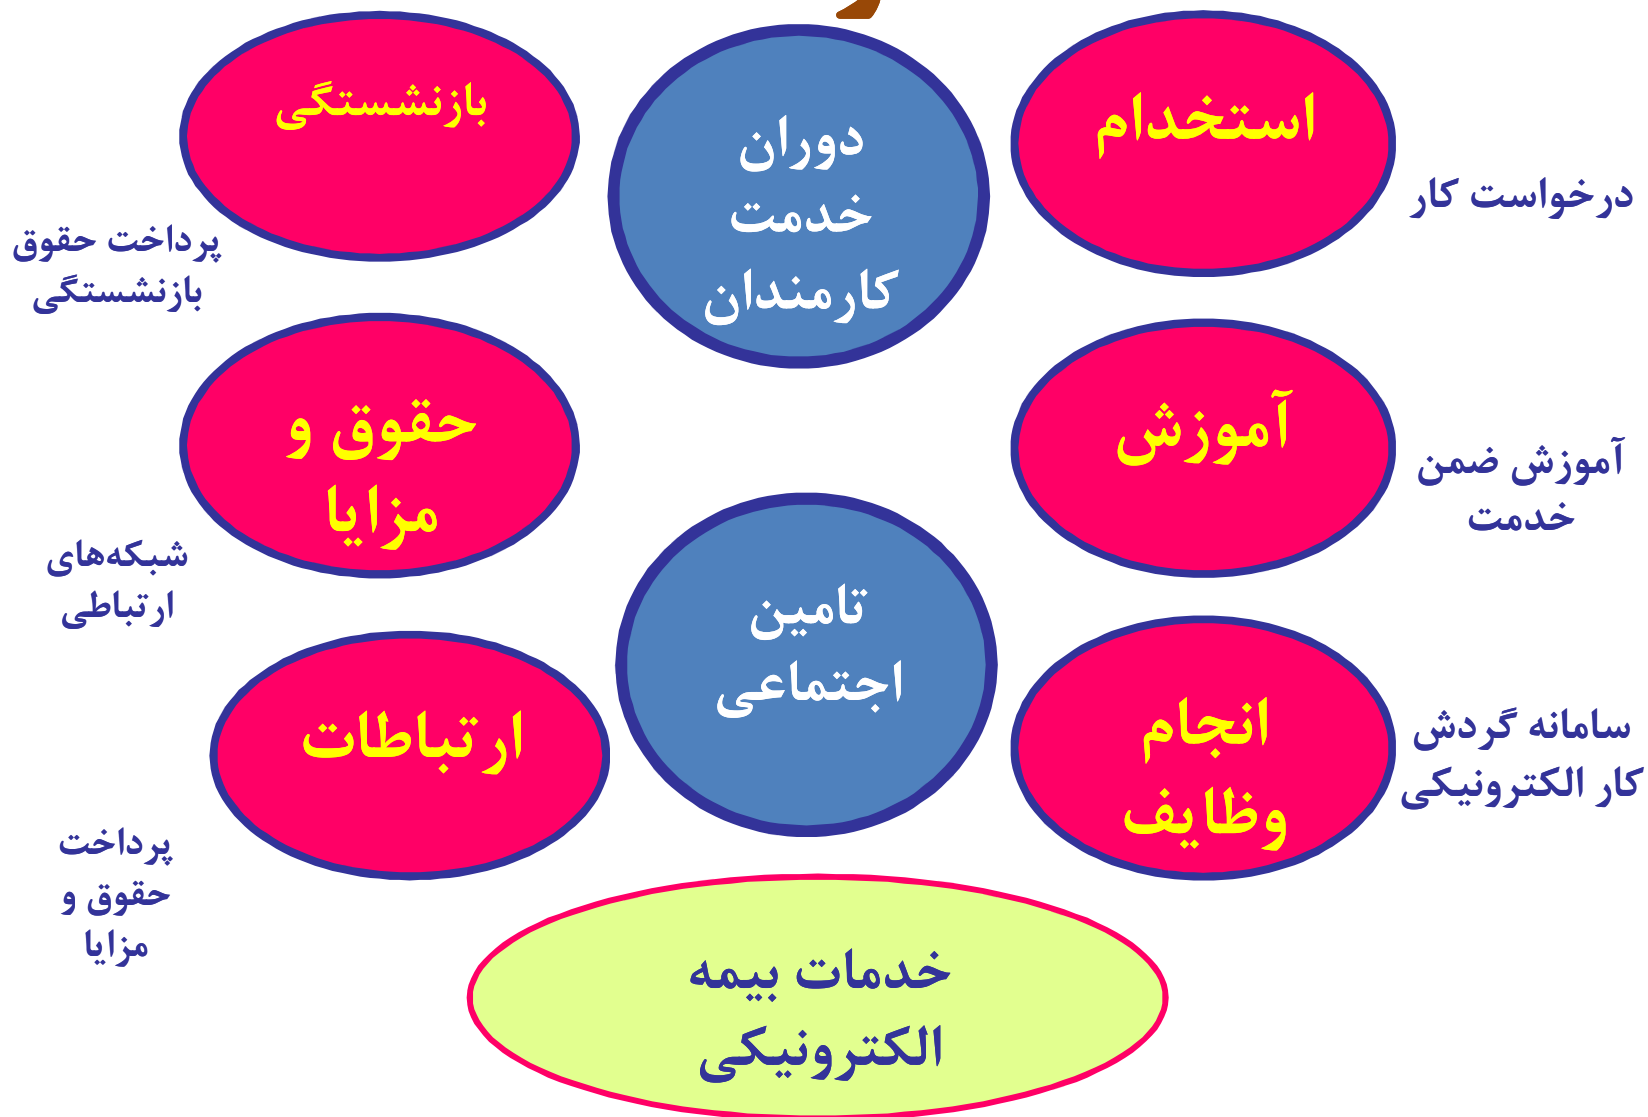 استخدام
درخواست کار
دوران
خدمت
کارمندان
بازنشستگی
پرداخت حقوق
بازنشستگی
آموزش
آموزش ضمن
خدمت
حقوق و
مزایا
شبکه‌های
ارتباطی
تامین
اجتماعی
انجام
وظایف
سامانه گردش
کار الکترونیکی
ارتباطات
پرداخت
حقوق و
مزایا
خدمات بیمه
الکترونیکی